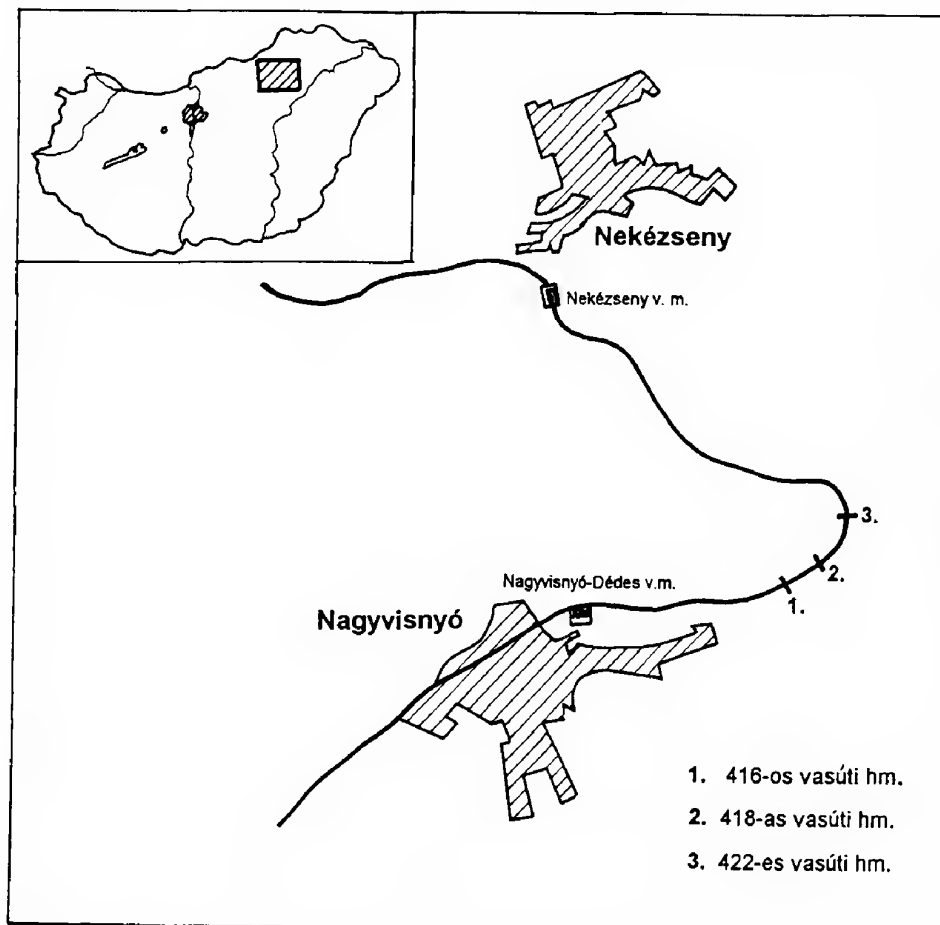 Nekézseny
Nekézseny v. m.
3.
2.
1.
Nagyvisnyó-Dédes v.m.
Nagyvisnyó
1. 416-os vasúti hm.
2. 418-as vasúti hm.
3. 422-es vasúti hm.